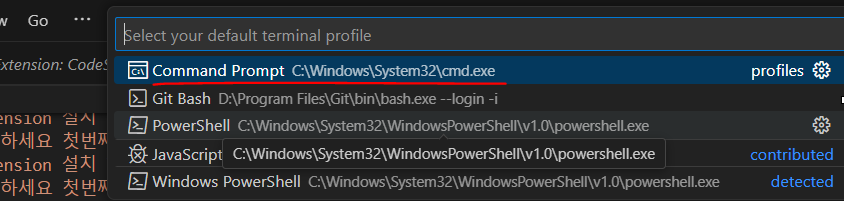 w Go ···
Select your default terminal profile
Extension: CodeS
Command Prompt C:\Windows\System32\cmd.exe profiles
Git Bash D:\Program Files\Git\bin\bash.exe --login -i
ension 설치
PowerShell C:\Windows\System32\WindowsPowerShell\v1.0\powershell.exe
하세요 첫번째
JavaScript C:\Windows\System32\WindowsPowerShell\v1.0\powershell.exe contributed
ension 설치
Windows PowerShell C:\Windows\System32\WindowsPowerShell\v1.0\powershell.exe detected
하세요 첫번째